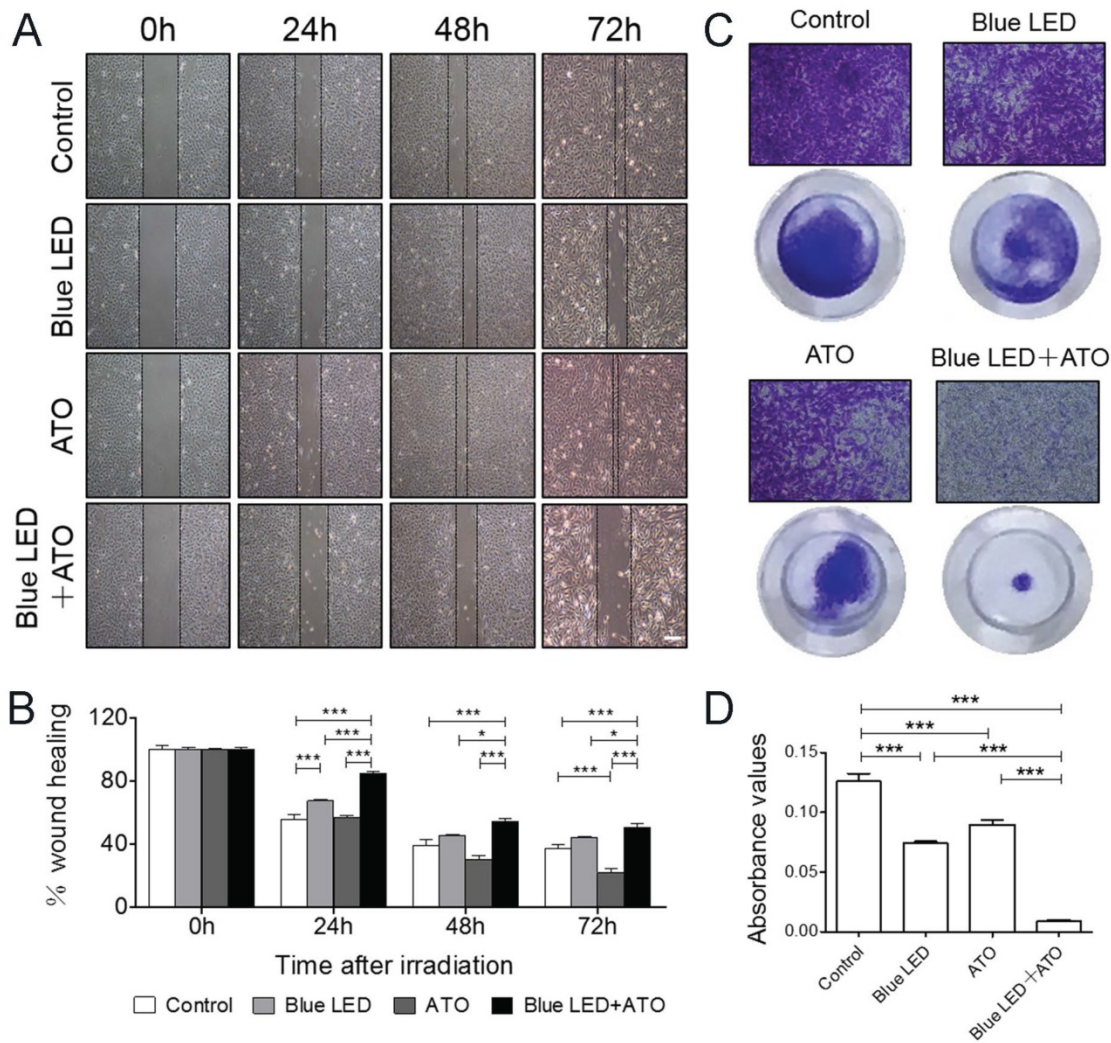 A
0h 24h 48h 72h
Control
Blue LED
ATO
Blue LED
+ATO
B
120
80
40
0
% wound healing
*** *** *** ***
*** * ***
*** * *** ***
0h 24h 48h 72h
Time after irradiation
Control Blue LED ATO Blue LED+ATO
C
Control Blue LED
ATO Blue LED+ATO
D
***
***
*** ***
***
0.15
0.10
0.05
0.00
Absorbance values
Control
Blue LED
ATO
Blue LED+ATO